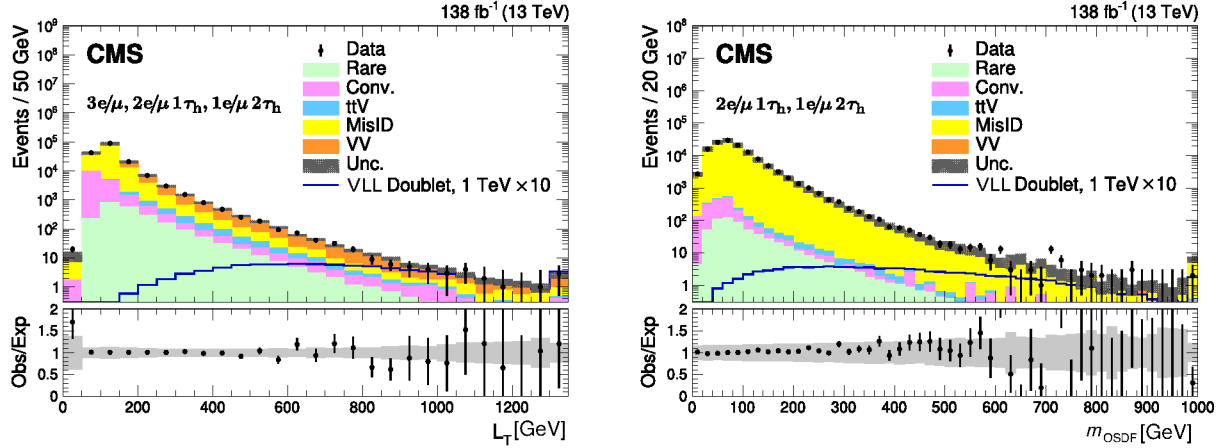 138 fb⁻¹ (13 TeV)
CMS
3e/μ, 2e/μ 1τₕ, 1e/μ 2τₕ
Data
Rare
Conv.
ttV
MisID
VV
Unc.
VLL Doublet, 1 TeV ×10
Events / 50 GeV
10⁹
10⁸
10⁷
10⁶
10⁵
10⁴
10³
10²
10
1
Obs/Exp
2
1.5
1
0.5
0
0 200 400 600 800 1000 1200
L_T [GeV]
138 fb⁻¹ (13 TeV)
CMS
2e/μ 1τₕ, 1e/μ 2τₕ
Data
Rare
Conv.
ttV
MisID
VV
Unc.
VLL Doublet, 1 TeV ×10
Events / 20 GeV
10⁸
10⁷
10⁶
10⁵
10⁴
10³
10²
10
1
Obs/Exp
2
1.5
1
0.5
0
0 100 200 300 400 500 600 700 800 900 1000
m_OSDF [GeV]